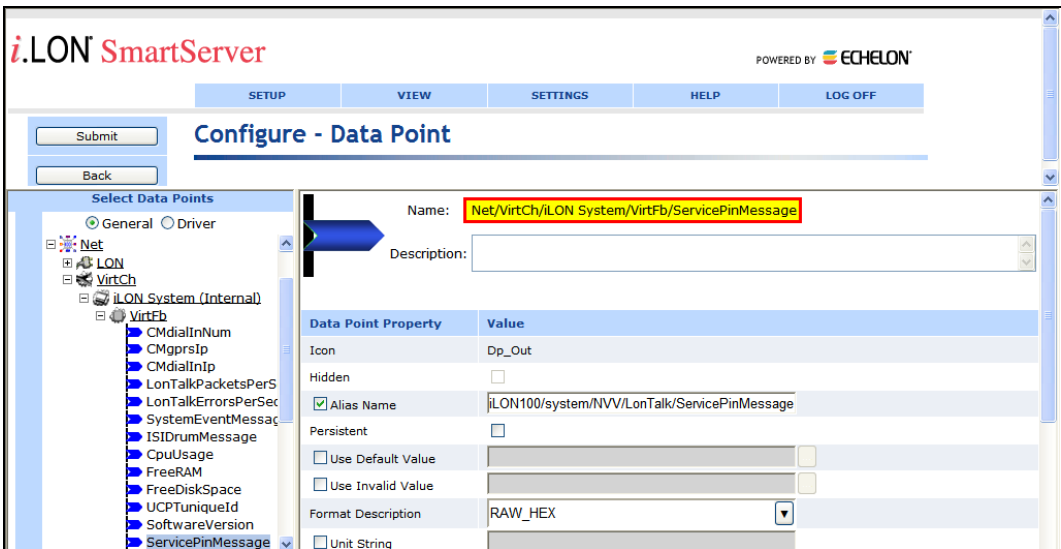 i.LON SmartServer
POWERED BY ECHELON
SETUP VIEW SETTINGS HELP LOG OFF
Submit
Configure - Data Point
Back
Select Data Points
General Driver
Net
LON
VirtCh
iLON System (Internal)
VirtFb
CMdialInNum
CMgprsIp
CMdialInIp
LonTalkPacketsPerS
LonTalkErrorsPerSec
SystemEventMessag
ISIDrumMessage
CpuUsage
FreeRAM
FreeDiskSpace
UCPTuniqueId
SoftwareVersion
ServicePinMessage
Name: Net/VirtCh/iLON System/VirtFb/ServicePinMessage
Description:
Data Point Property Value
Icon Dp_Out
Hidden
Alias Name iLON100/system/NVV/LonTalk/ServicePinMessage
Persistent
Use Default Value
Use Invalid Value
Format Description RAW_HEX
Unit String